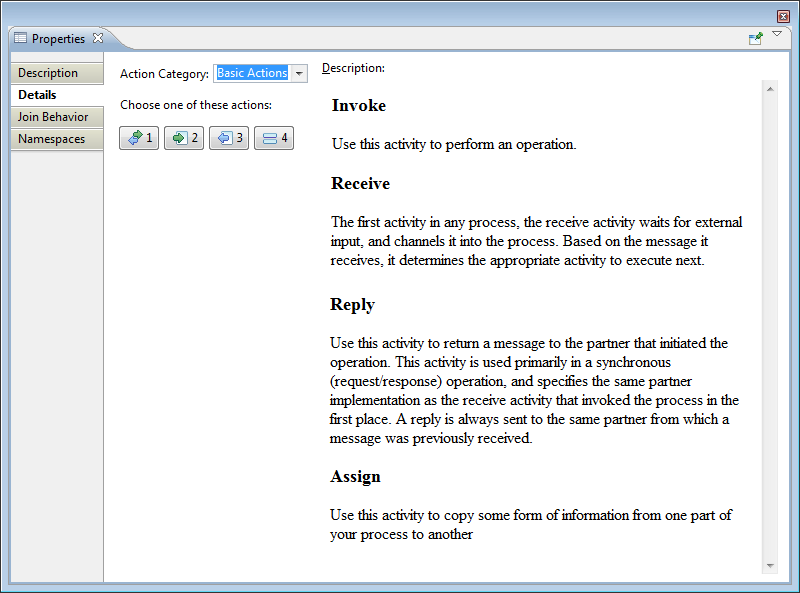 Properties
Description
Details
Join Behavior
Namespaces
Action Category: Basic Actions
Choose one of these actions:
1 2 3 4
Description:
Invoke
Use this activity to perform an operation.
Receive
The first activity in any process, the receive activity waits for external
input, and channels it into the process. Based on the message it
receives, it determines the appropriate activity to execute next.
Reply
Use this activity to return a message to the partner that initiated the
operation. This activity is used primarily in a synchronous
(request/response) operation, and specifies the same partner
implementation as the receive activity that invoked the process in the
first place. A reply is always sent to the same partner from which a
message was previously received.
Assign
Use this activity to copy some form of information from one part of
your process to another